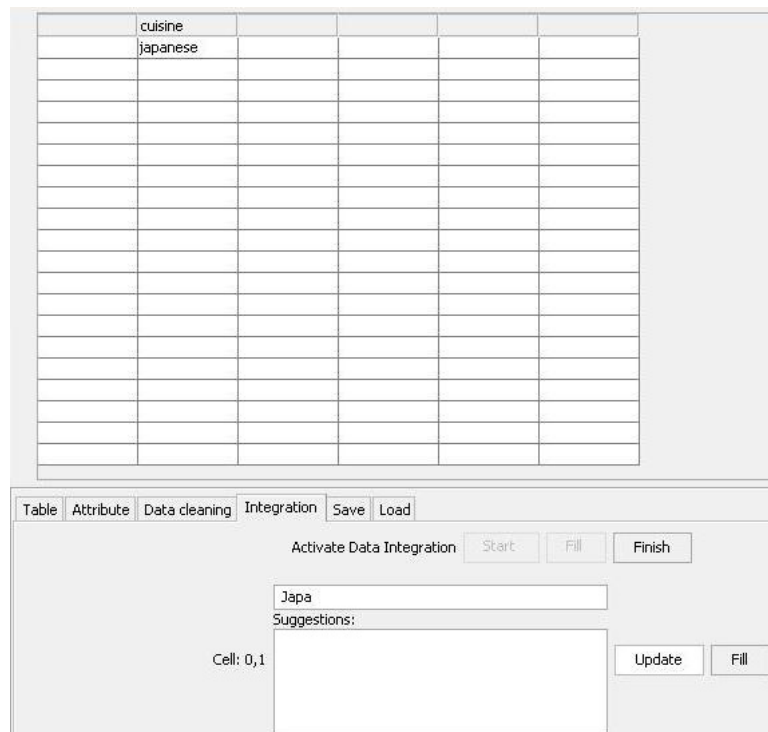 cuisine
japanese
Table Attribute Data cleaning Integration Save Load
Activate Data Integration Start Fill Finish
Japa
Suggestions:
Cell: 0,1 Update Fill